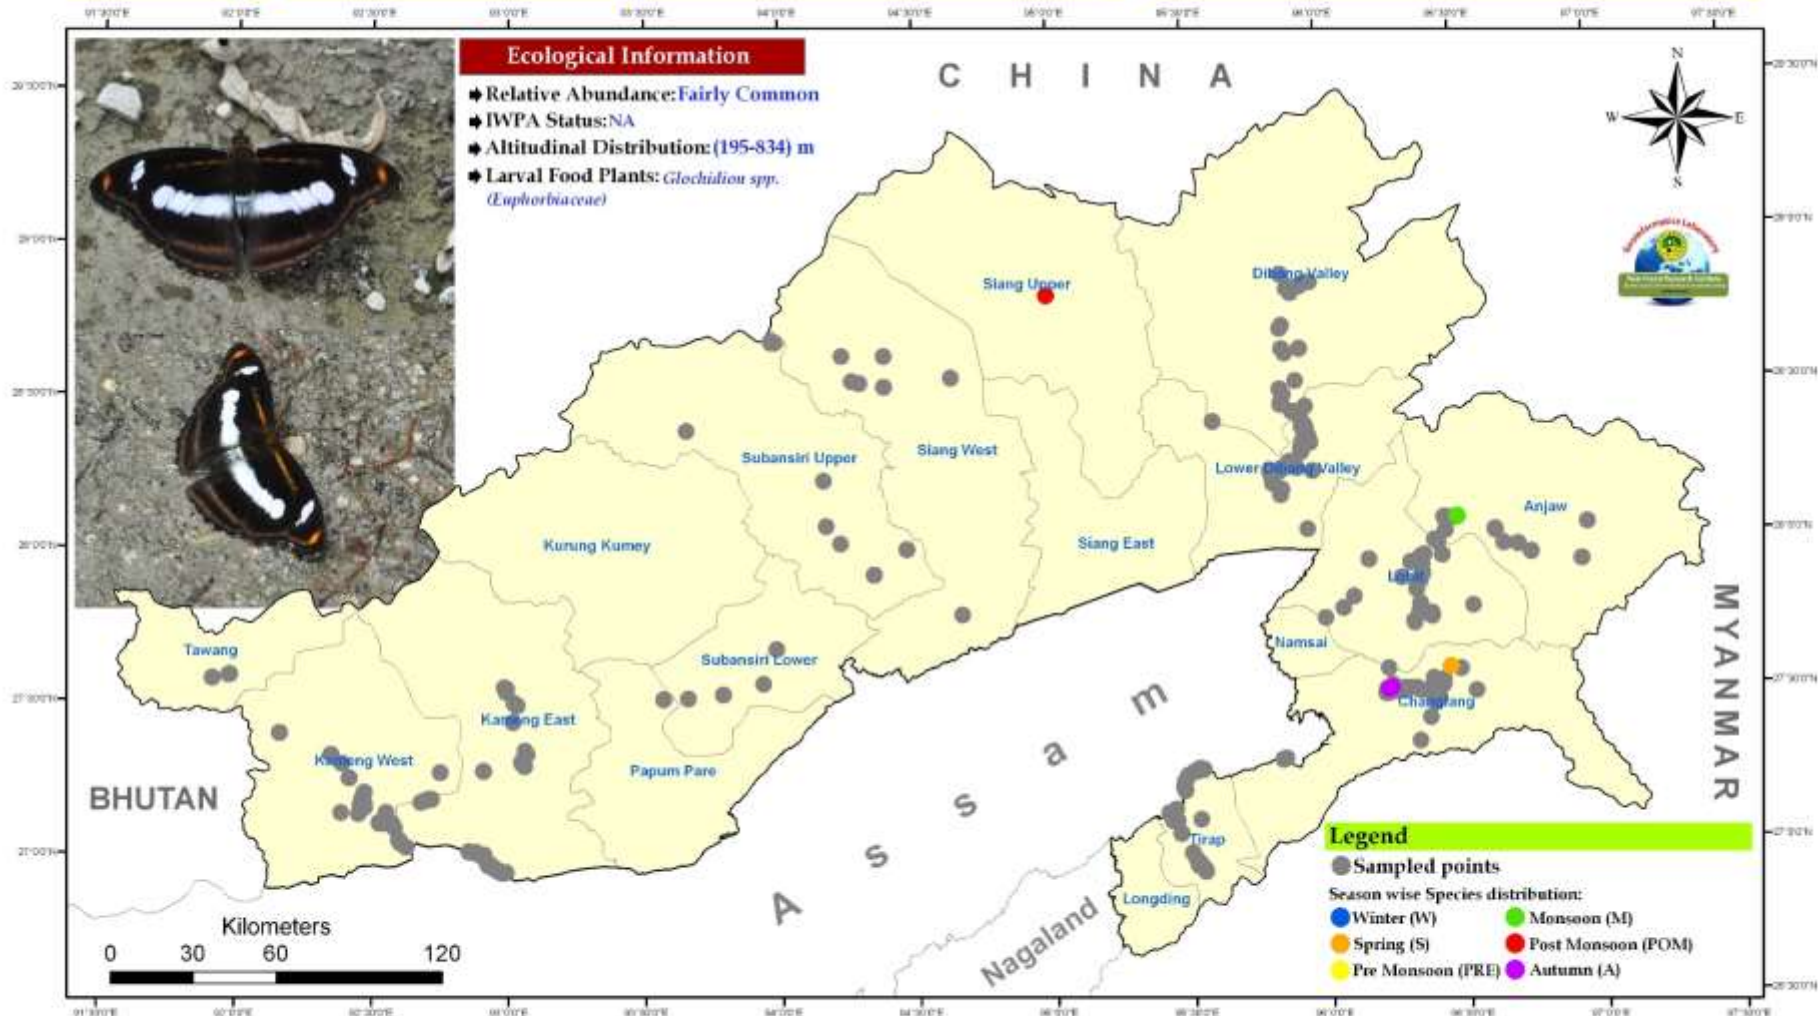 Ecological Information
Relative Abundance: Fairly Common
IWPA Status: NA
Altitudinal Distribution: (195-834) m
Larval Food Plants: Glochidion spp.
(Euphorbiaceae)
C H I N A
N
W E
S
Siang Upper
Dibang Valley
Subansiri Upper
Siang West
Lower Dibang Valley
Anjaw
Kurung Kumey
Siang East
Lohit
Tawang
Subansiri Lower
Namsai
MYANMAR
Kameng East
Changlang
Kameng West
Papum Pare
BHUTAN
A s s a m
Tirap
Longding
Nagaland
Kilometers
0 30 60 120
Legend
Sampled points
Season wise Species distribution:
Winter (W) Monsoon (M)
Spring (S) Post Monsoon (POM)
Pre Monsoon (PRE) Autumn (A)